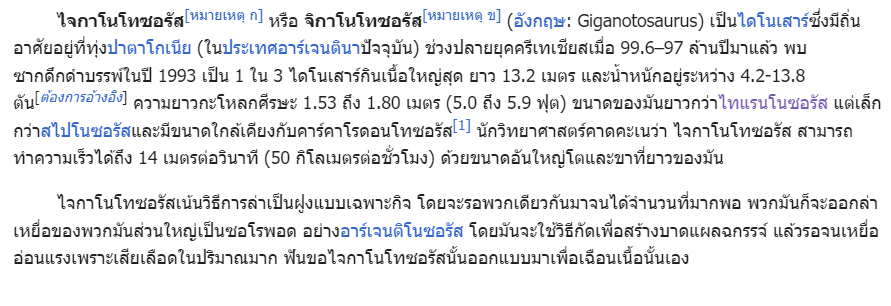 ไจกาโนโทซอรัส[หมายเหตุ ก] หรือ จิกาโนโทซอรัส[หมายเหตุ ข] (อังกฤษ: Giganotosaurus) เป็นไดโนเสาร์ซึ่งมีถิ่น
อาศัยอยู่ที่ทุ่งปาตาโกเนีย (ในประเทศอาร์เจนตินาปัจจุบัน) ช่วงปลายยุคครีเทเชียสเมื่อ 99.6–97 ล้านปีมาแล้ว พบ
ซากดึกดำบรรพ์ในปี 1993 เป็น 1 ใน 3 ไดโนเสาร์กินเนื้อใหญ่สุด ยาว 13.2 เมตร และน้ำหนักอยู่ระหว่าง 4.2-13.8
ตัน[ต้องการอ้างอิง] ความยาวกะโหลกศีรษะ 1.53 ถึง 1.80 เมตร (5.0 ถึง 5.9 ฟุต) ขนาดของมันยาวกว่าไทแรนโนซอรัส แต่เล็ก
กว่าสไปโนซอรัสและมีขนาดใกล้เคียงกับคาร์คาโรดอนโทซอรัส[1] นักวิทยาศาสตร์คาดคะเนว่า ไจกาโนโทซอรัส สามารถ
ทำความเร็วได้ถึง 14 เมตรต่อวินาที (50 กิโลเมตรต่อชั่วโมง) ด้วยขนาดอันใหญ่โตและขาที่ยาวของมัน
ไจกาโนโทซอรัสเน้นวิธีการล่าเป็นฝูงแบบเฉพาะกิจ โดยจะรอพวกเดียวกันมาจนได้จำนวนที่มากพอ พวกมันก็จะออกล่า
เหยื่อของพวกมันส่วนใหญ่เป็นซอโรพอด อย่างอาร์เจนติโนซอรัส โดยมันจะใช้วิธีกัดเพื่อสร้างบาดแผลฉกรรจ์ แล้วรอจนเหยื่อ
อ่อนแรงเพราะเสียเลือดในปริมาณมาก ฟันขอไจกาโนโทซอรัสนั้นออกแบบมาเพื่อเฉือนเนื้อนั้นเอง